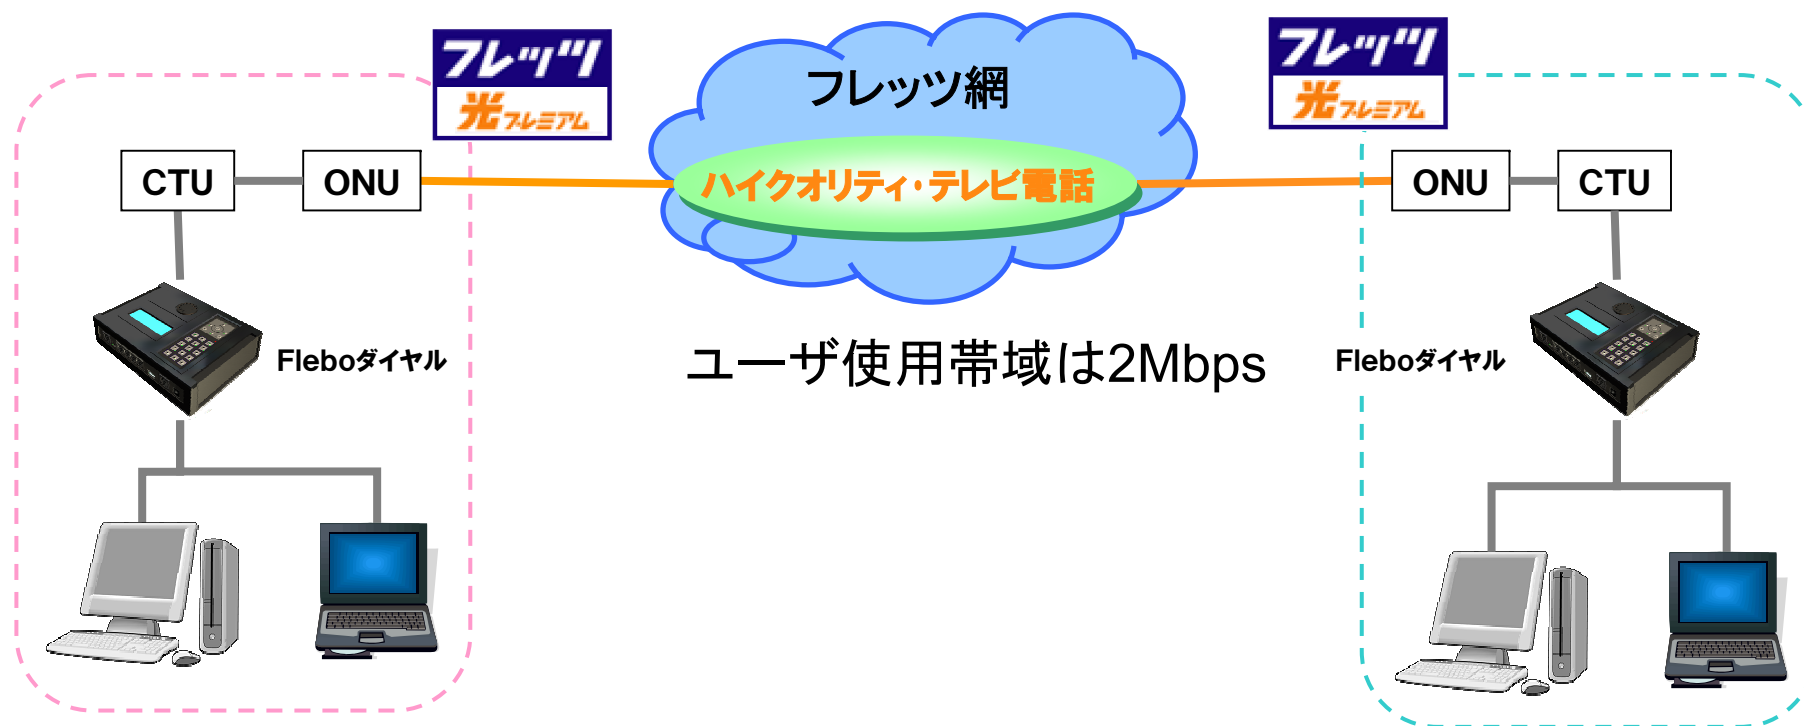 フレッツ
光プレミアム
フレッツ網
フレッツ
光プレミアム
CTU
ONU
ハイクオリティ・テレビ電話
ONU
CTU
Fleboダイヤル
ユーザ使用帯域は2Mbps
Fleboダイヤル